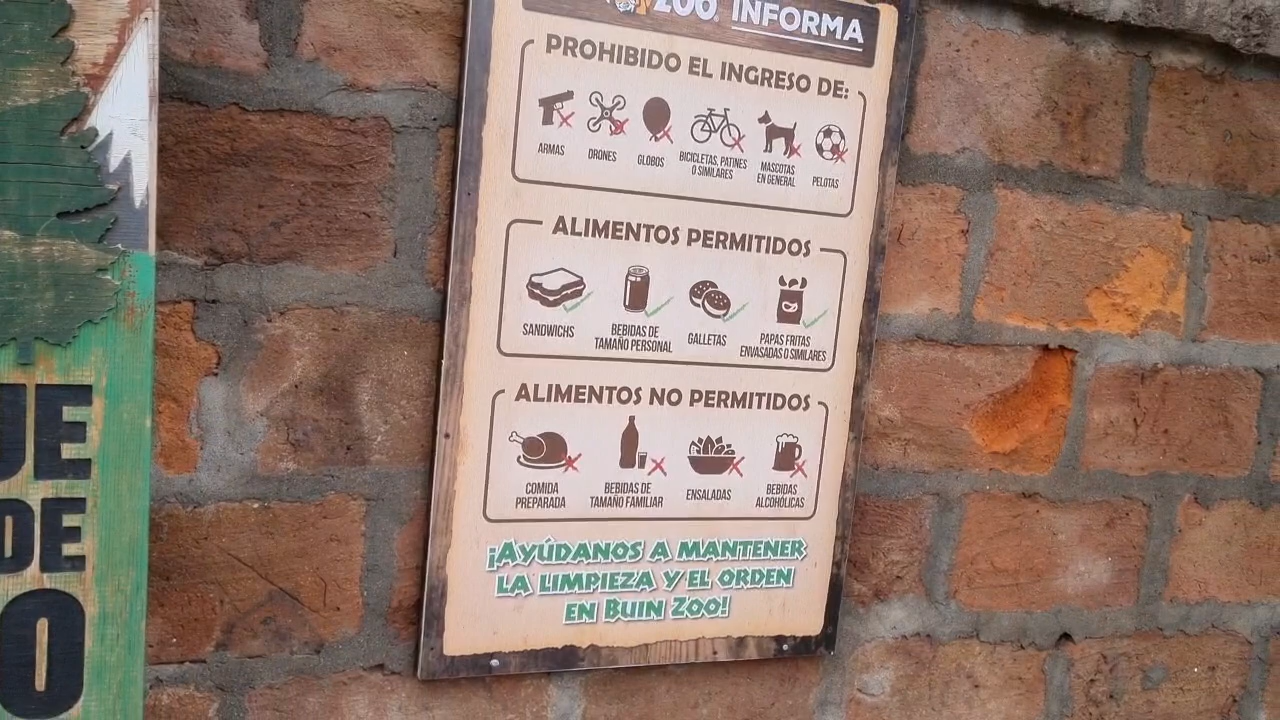 ZOO INFORMA
PROHIBIDO EL INGRESO DE:
ARMAS
DRONES
GLOBOS
BICICLETAS, PATINES
O SIMILARES
MASCOTAS
EN GENERAL
PELOTAS
ALIMENTOS PERMITIDOS
SANDWICHS
BEBIDAS DE
TAMAÑO PERSONAL
GALLETAS
PAPAS FRITAS
ENVASADAS O SIMILARES
ALIMENTOS NO PERMITIDOS
COMIDA
PREPARADA
BEBIDAS DE
TAMAÑO FAMILIAR
ENSALADAS
BEBIDAS
ALCOHÓLICAS
¡AYÚDANOS A MANTENER
LA LIMPIEZA Y EL ORDEN
EN BUIN ZOO!
UE
DE
O